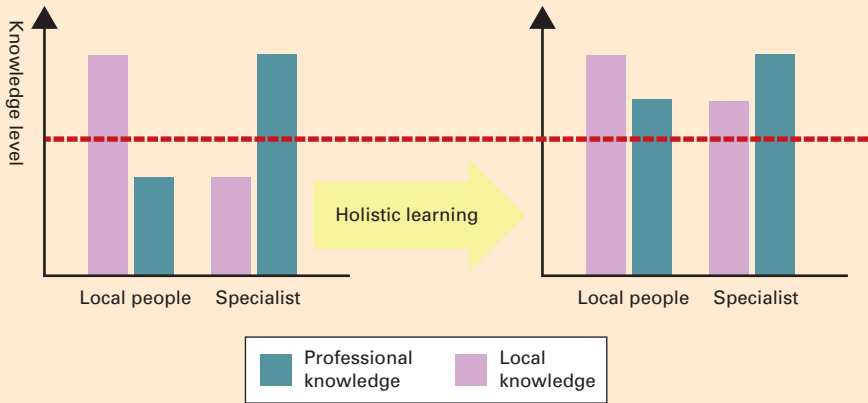 Knowledge level
Local people
Specialist
Holistic learning
Local people
Specialist
Professional
knowledge
Local
knowledge